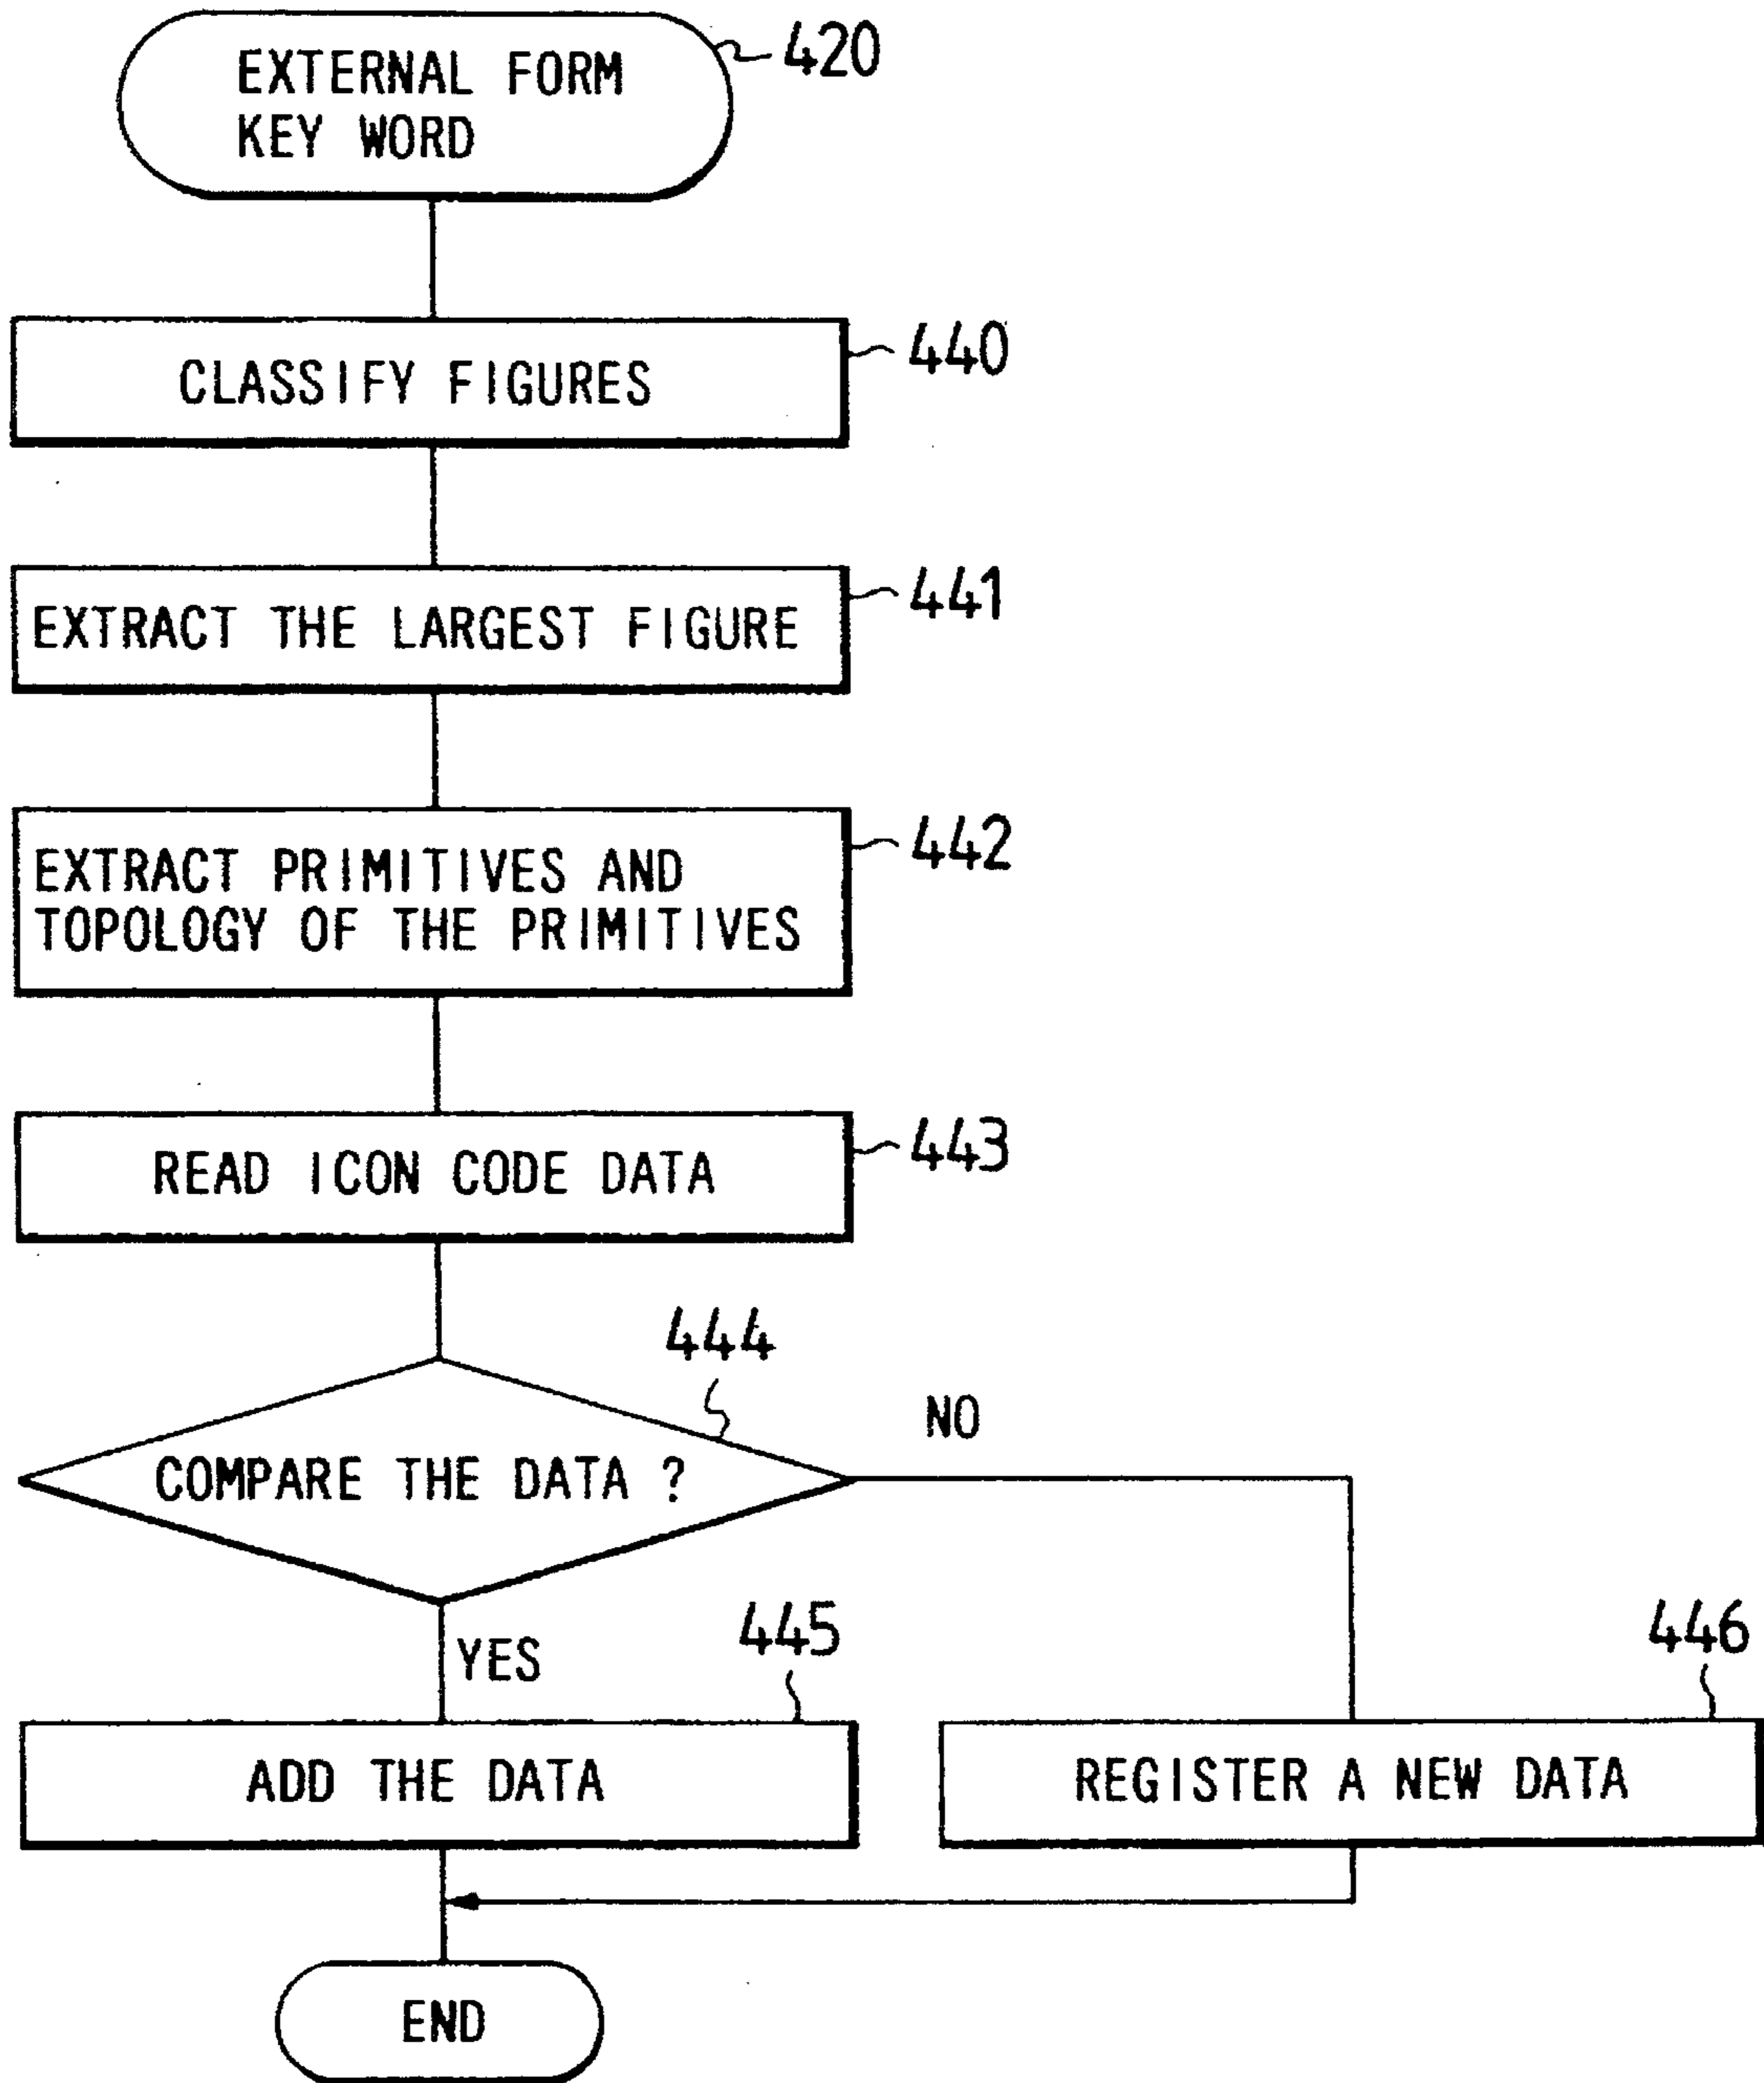 EXTERNAL FORM
KEY WORD
420
CLASSIFY FIGURES
440
EXTRACT THE LARGEST FIGURE
441
EXTRACT PRIMITIVES AND
TOPOLOGY OF THE PRIMITIVES
442
READ ICON CODE DATA
443
444
COMPARE THE DATA ?
NO
YES
445
446
ADD THE DATA
REGISTER A NEW DATA
END